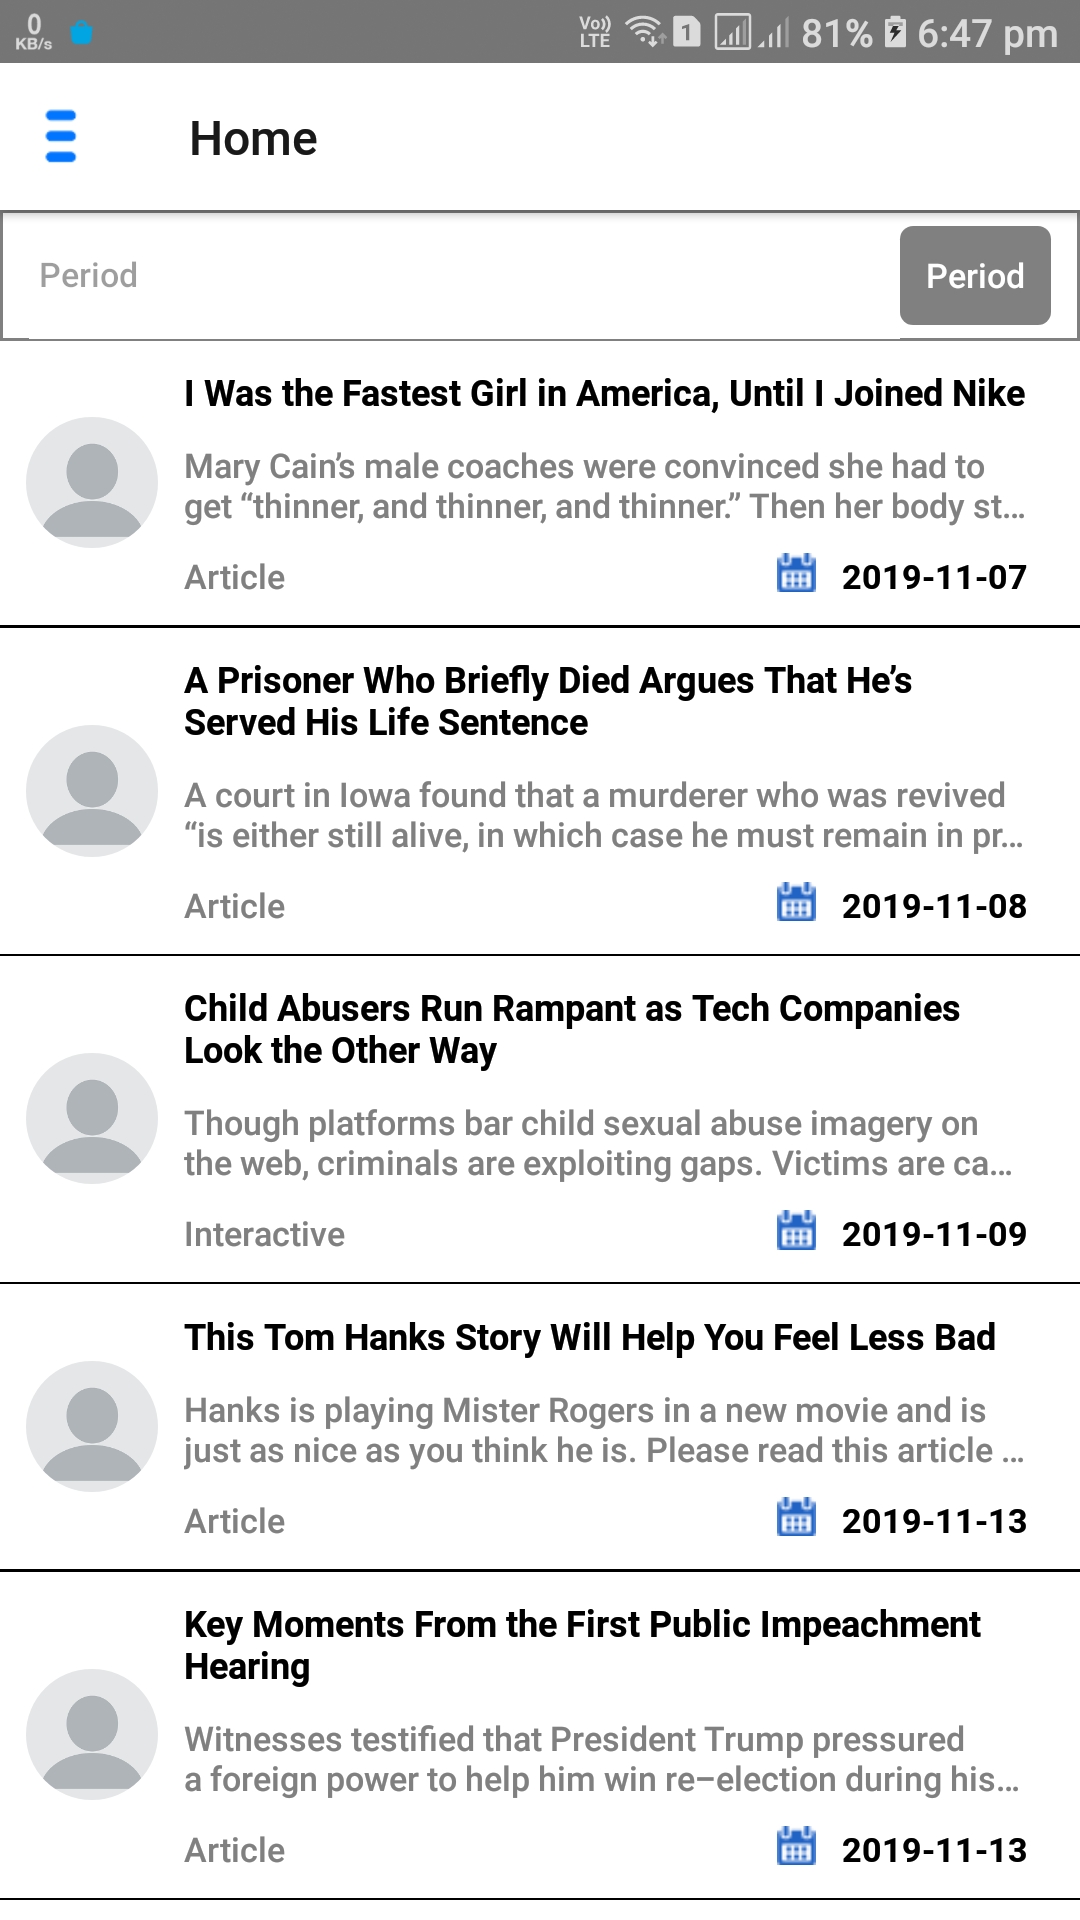 0
KB/s
Vo))
LTE
1
81%
6:47 pm
Home
Period
Period
I Was the Fastest Girl in America, Until I Joined Nike
Mary Cain’s male coaches were convinced she had to
get “thinner, and thinner, and thinner.” Then her body st…
Article
2019-11-07
A Prisoner Who Briefly Died Argues That He’s
Served His Life Sentence
A court in Iowa found that a murderer who was revived
“is either still alive, in which case he must remain in pr…
Article
2019-11-08
Child Abusers Run Rampant as Tech Companies
Look the Other Way
Though platforms bar child sexual abuse imagery on
the web, criminals are exploiting gaps. Victims are ca…
Interactive
2019-11-09
This Tom Hanks Story Will Help You Feel Less Bad
Hanks is playing Mister Rogers in a new movie and is
just as nice as you think he is. Please read this article …
Article
2019-11-13
Key Moments From the First Public Impeachment
Hearing
Witnesses testified that President Trump pressured
a foreign power to help him win re–election during his…
Article
2019-11-13